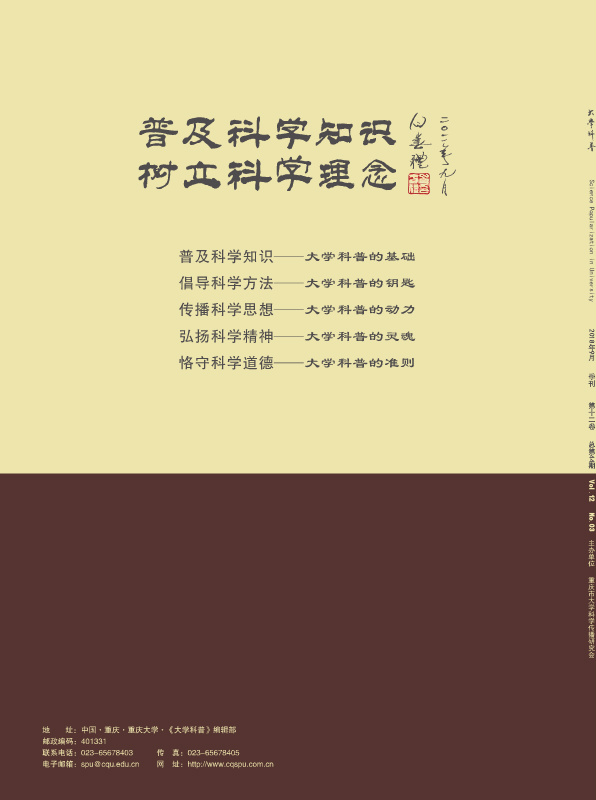 普及科学知识
树立科学理念
白春礼
二〇一二年九月
普及科学知识——大学科普的基础
倡导科学方法——大学科普的钥匙
传播科学思想——大学科普的动力
弘扬科学精神——大学科普的灵魂
恪守科学道德——大学科普的准则
大学科普 Science Popularization in University 2018年9月 季刊 第十二卷 Vol. 12 No 03 主办单位 重庆市大学科学传播研究会
地 址：中国·重庆·重庆大学·《大学科普》编辑部
邮政编码：401331
联系电话：023-65678403 传 真：023-65678405
电子邮箱：spu@cqu.edu.cn 网 址：http://www.cqspu.com.cn